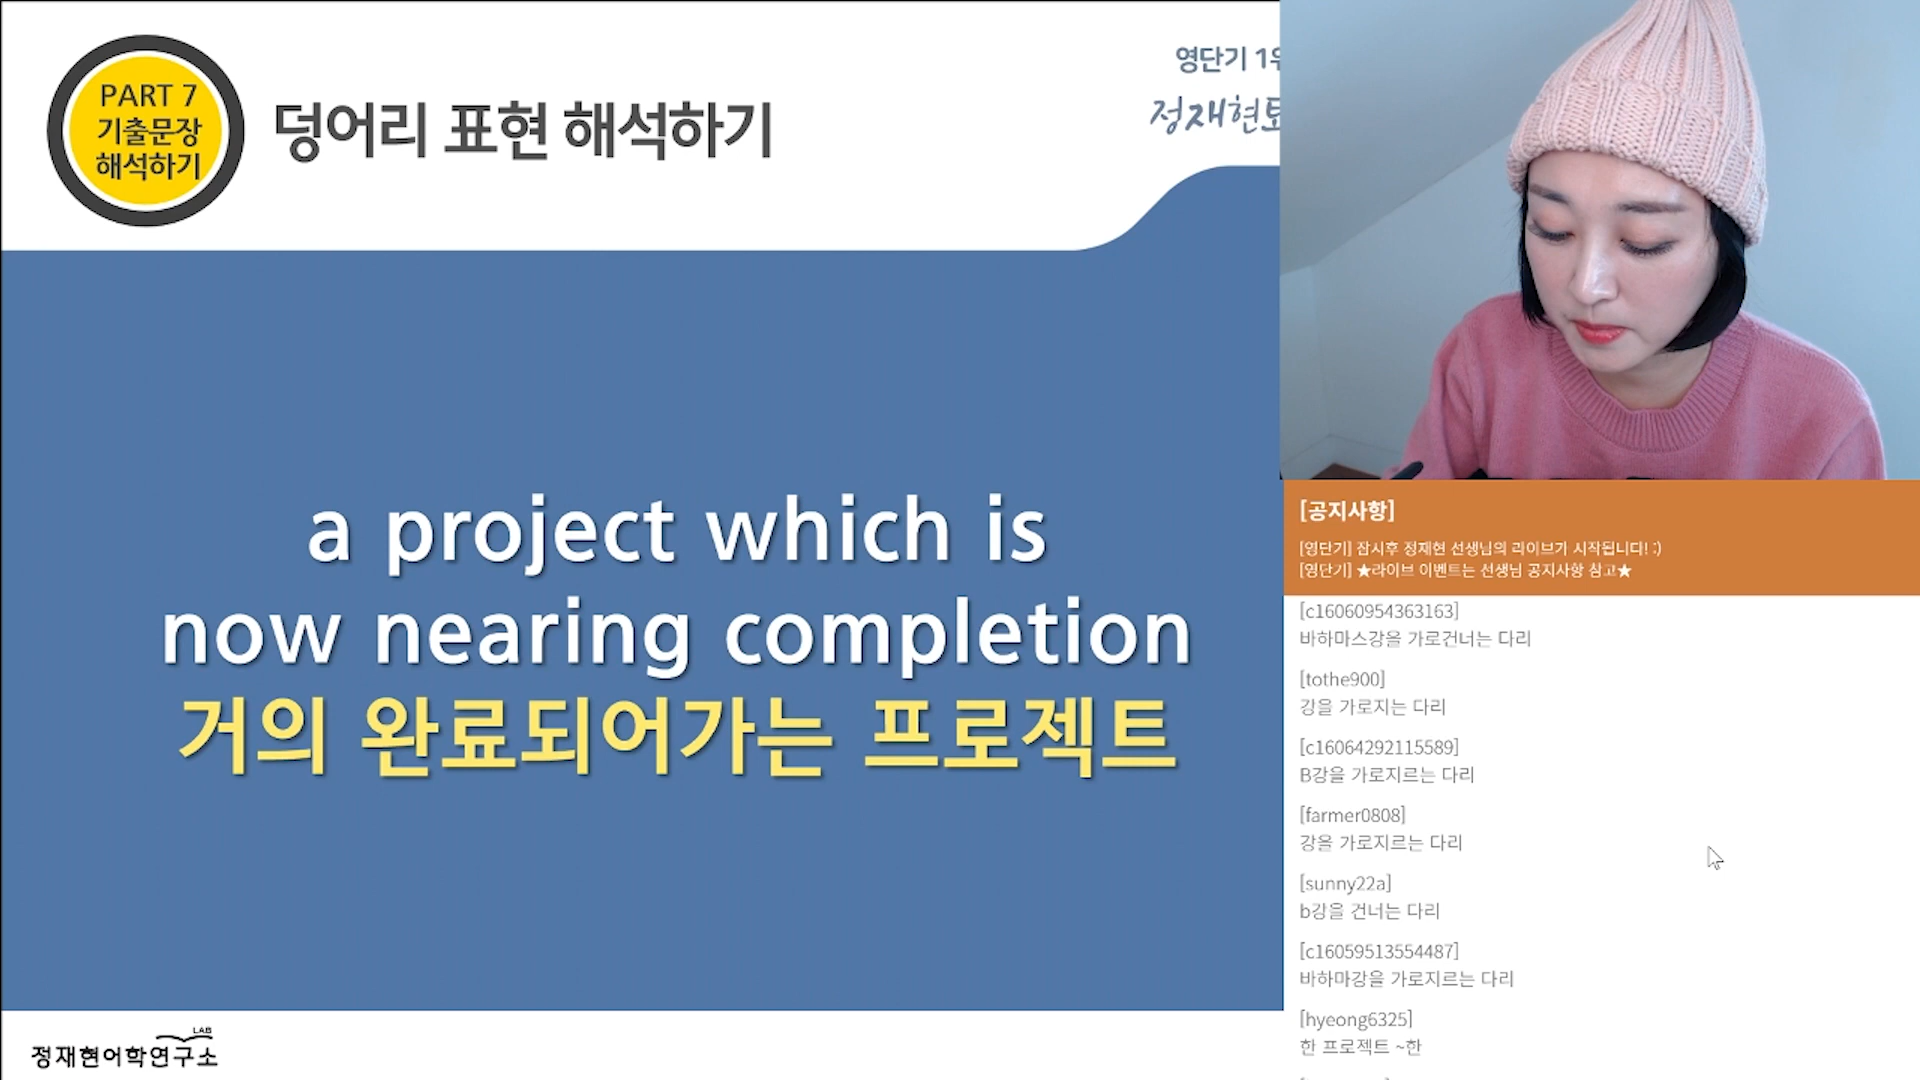 PART 7
기출문장
해석하기
덩어리 표현 해석하기
영단기 1위
정재현토
a project which is
now nearing completion
거의 완료되어가는 프로젝트
LAB
정재현어학연구소
[공지사항]
[영단기] 잠시후 정재현 선생님의 라이브가 시작됩니다! :)
[영단기] ★라이브 이벤트는 선생님 공지사항 참고★
[c16060954363163]
바하마스강을 가로건너는 다리
[tothe900]
강을 가로지는 다리
[c16064292115589]
B강을 가로지르는 다리
[farmer0808]
강을 가로지르는 다리
[sunny22a]
b강을 건너는 다리
[c16059513554487]
바하마강을 가로지르는 다리
[hyeong6325]
한 프로젝트 ~한